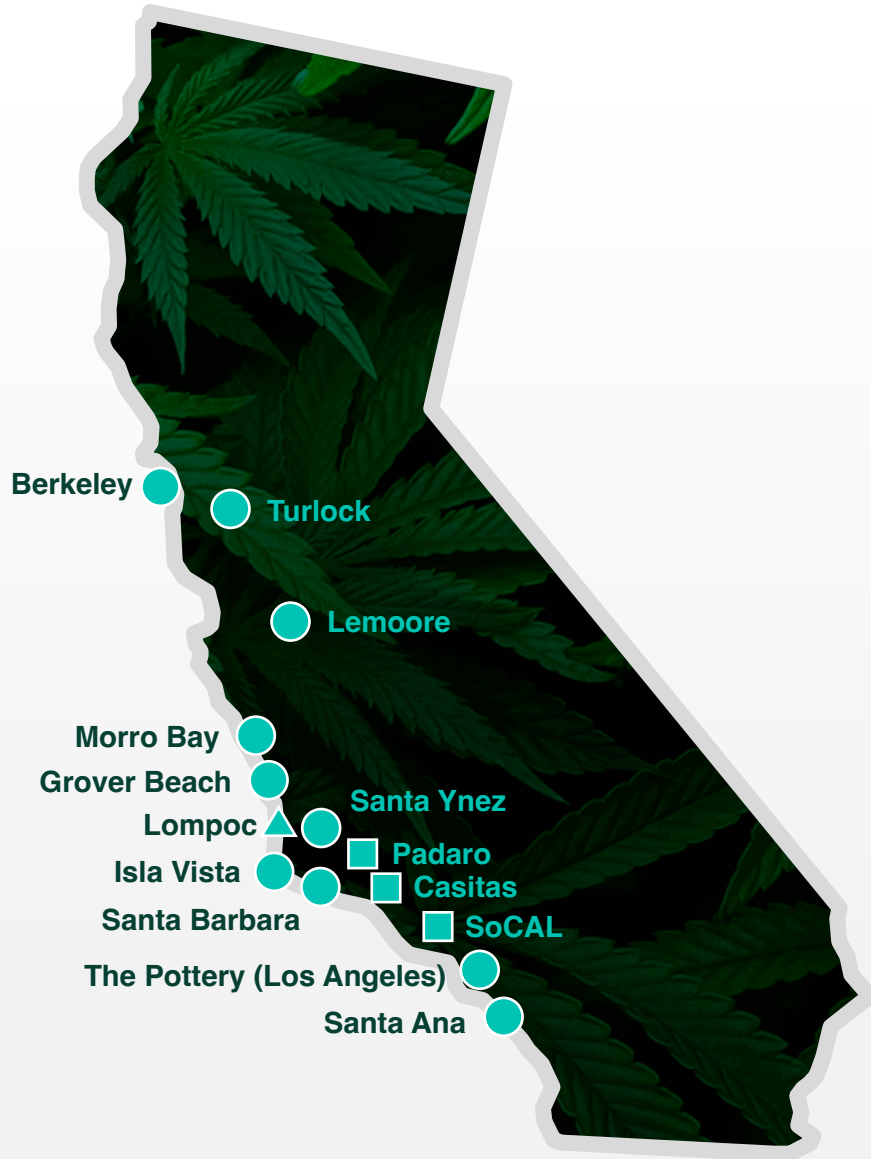 Berkeley
Turlock
Lemoore
Morro Bay
Grover Beach
Santa Ynez
Lompoc
Padaro
Isla Vista
Casitas
Santa Barbara
SoCAL
The Pottery (Los Angeles)
Santa Ana